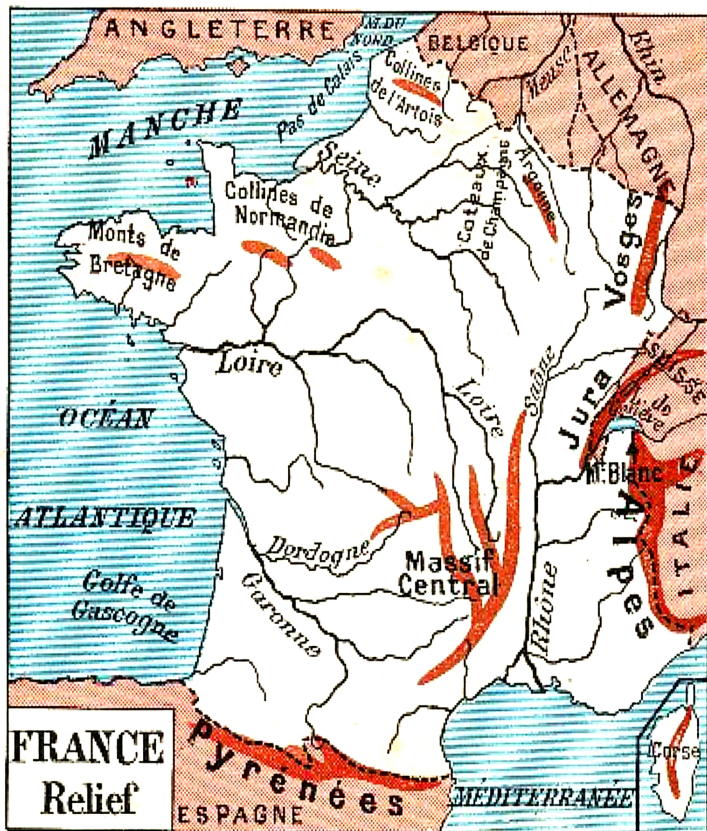 ANGLETERRE
M. DU
NORD
BELGIQUE
Meuse
ALLEMAGNE
Rhin
Pas de Calais
Collines
de l'Artois
MANCHE
Seine
Coteaux
de Champagne
Argonne
Collines de
Normandie
Monts de
Bretagne
Vosges
Loire
Loire
Saône
Jura
SUISSE
L. de
Genève
OCÉAN
ATLANTIQUE
Mt Blanc
Alpes
ITALIE
Dordogne
Massif
Central
Golfe de
Gascogne
Garonne
Rhône
Pyrénées
FRANCE
Relief
ESPAGNE
MÉDITERRANÉE
Corse